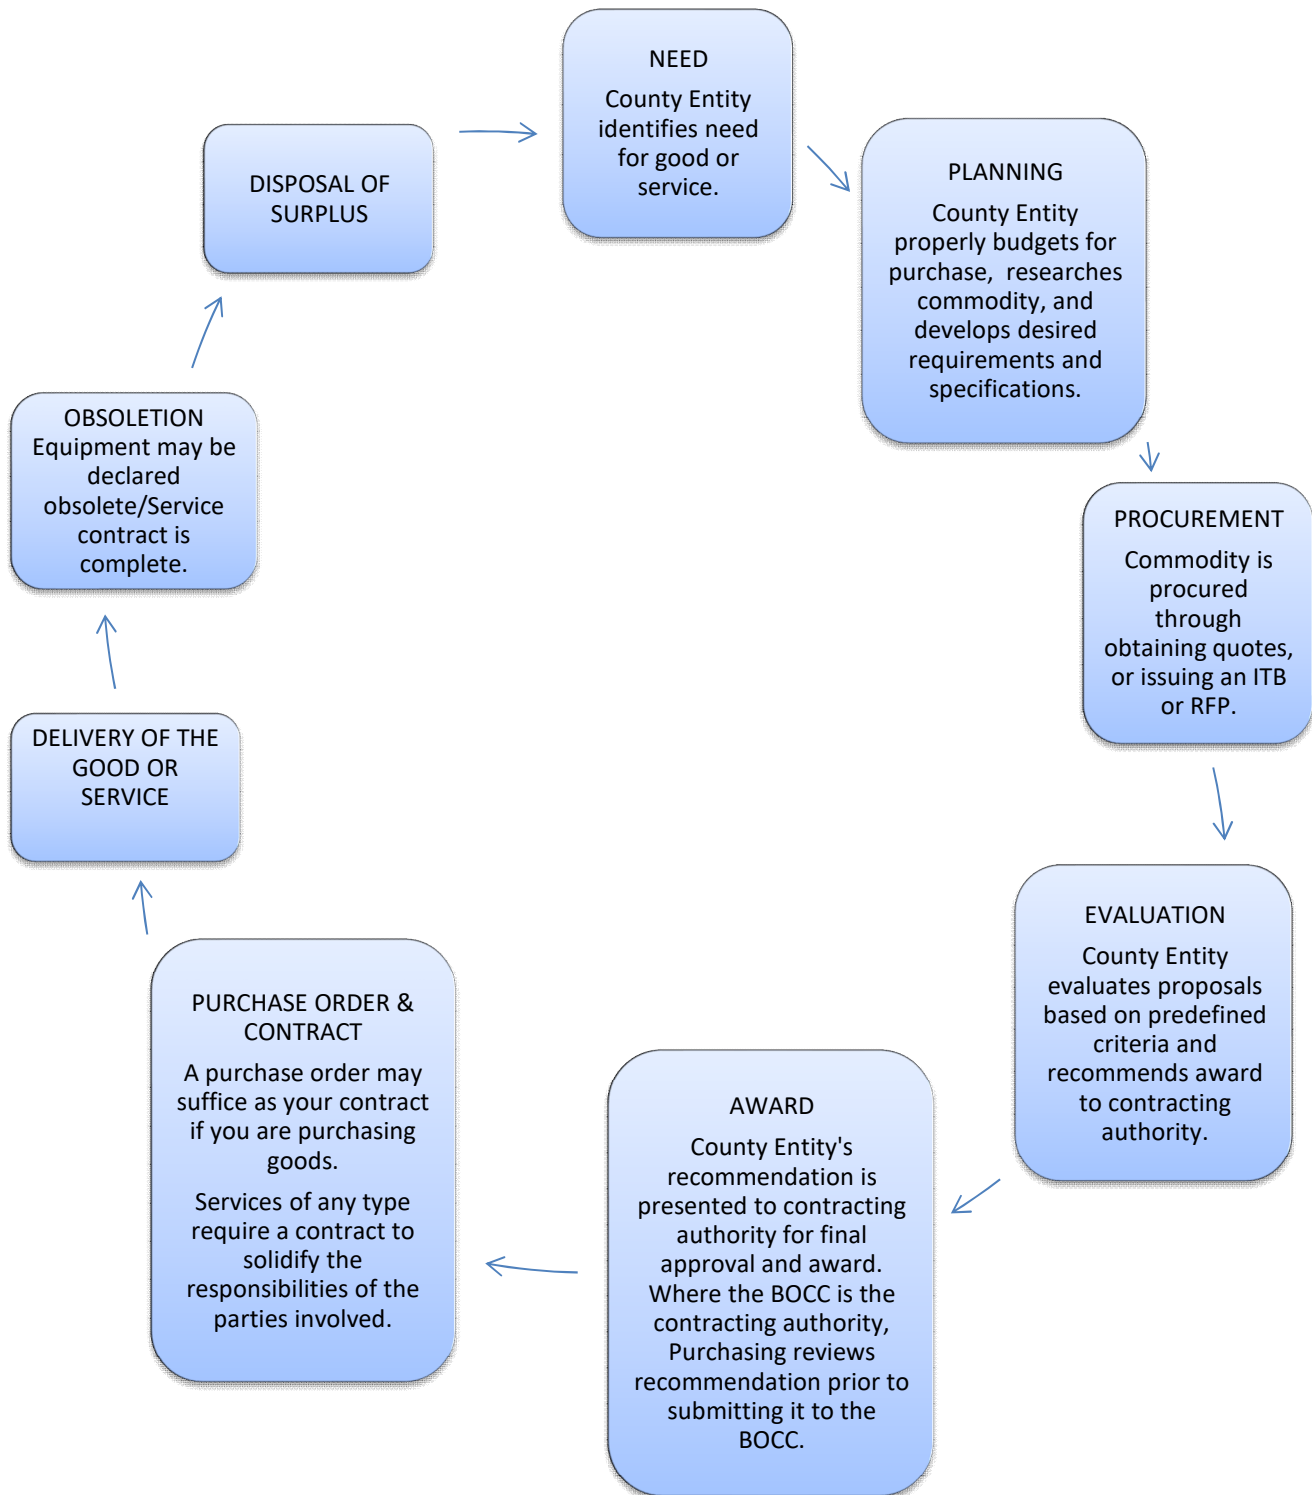 NEED
County Entity
identifies need
for good or
service.
PLANNING
County Entity
properly budgets for
purchase, researches
commodity, and
develops desired
requirements and
specifications.
PROCUREMENT
Commodity is
procured
through
obtaining quotes,
or issuing an ITB
or RFP.
EVALUATION
County Entity
evaluates proposals
based on predefined
criteria and
recommends award
to contracting
authority.
AWARD
County Entity's
recommendation is
presented to contracting
authority for final
approval and award.
Where the BOCC is the
contracting authority,
Purchasing reviews
recommendation prior to
submitting it to the
BOCC.
PURCHASE ORDER &
CONTRACT
A purchase order may
suffice as your contract
if you are purchasing
goods.
Services of any type
require a contract to
solidify the
responsibilities of the
parties involved.
DELIVERY OF THE
GOOD OR
SERVICE
OBSOLETION
Equipment may be
declared
obsolete/Service
contract is
complete.
DISPOSAL OF
SURPLUS